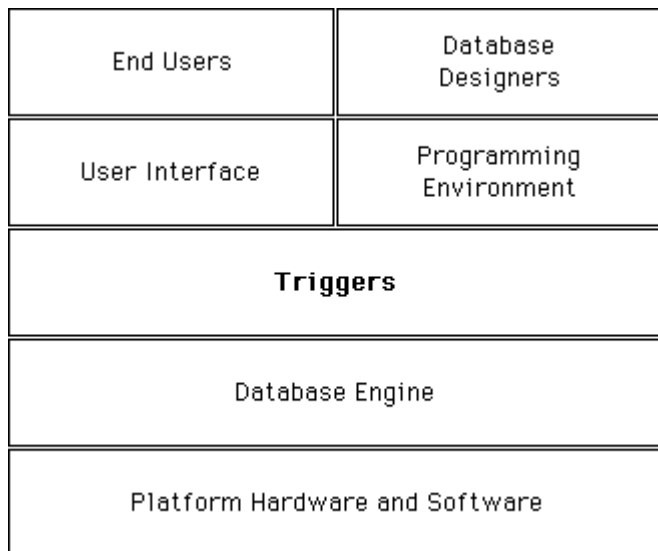 End Users
Database
Designers
User Interface
Programming
Environment
Triggers
Database Engine
Platform Hardware and Software